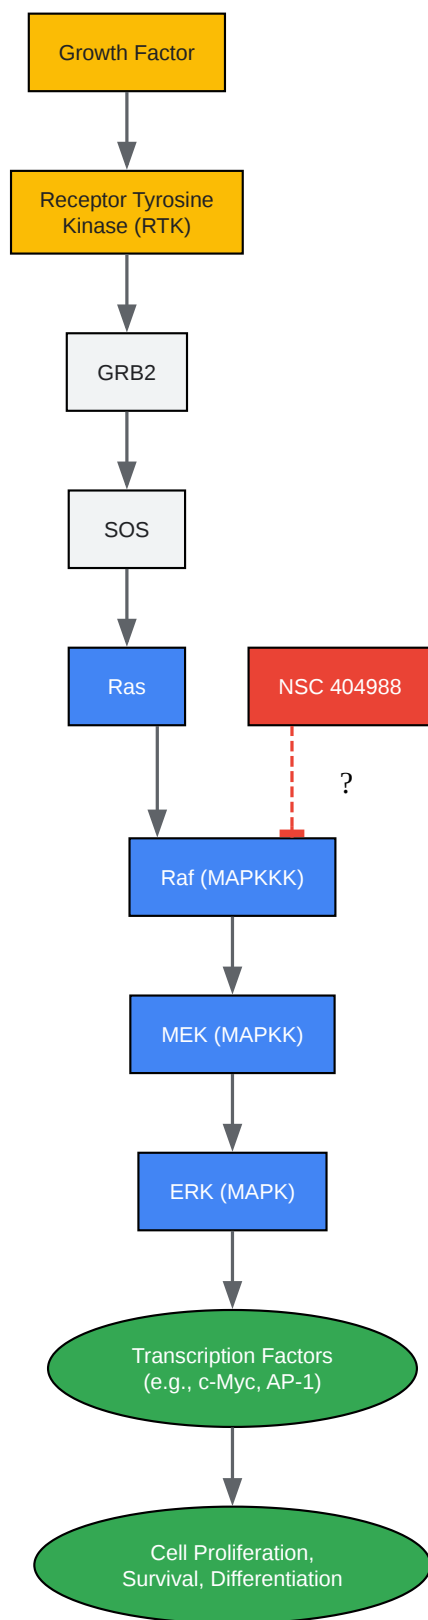 Growth Factor
Receptor Tyrosine
Kinase (RTK)
GRB2
SOS
Ras
NSC 404988
?
Raf (MAPKKK)
MEK (MAPKK)
ERK (MAPK)
Transcription Factors
(e.g., c-Myc, AP-1)
Cell Proliferation,
Survival, Differentiation